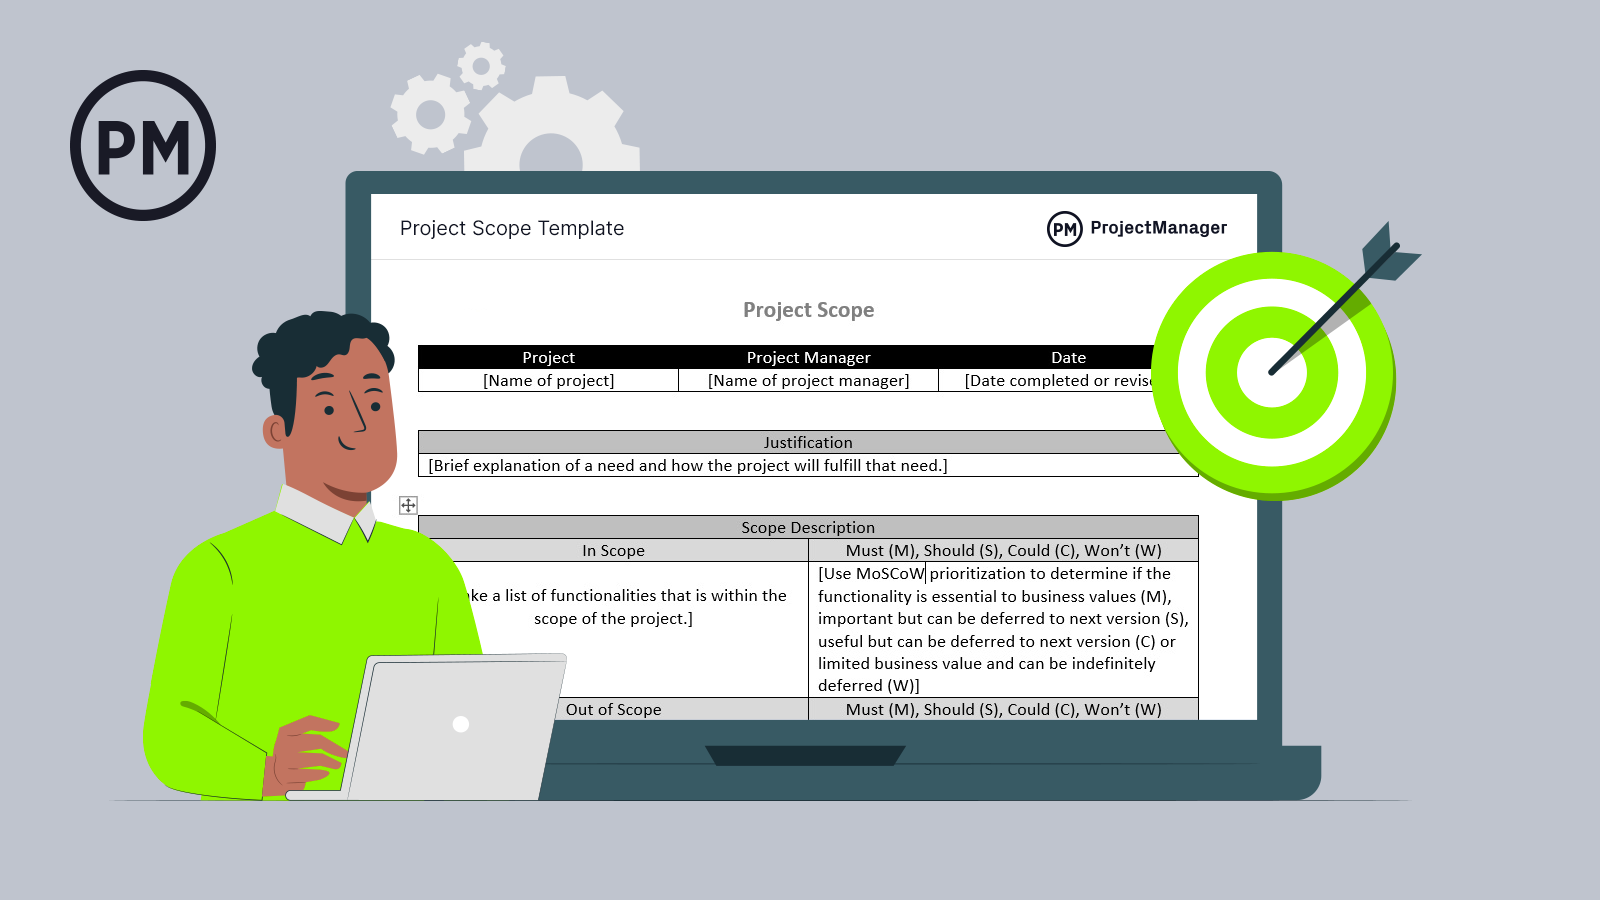 PM
Project Scope Template
PM ProjectManager
Project Scope
Project Project Manager Date
[Name of project] [Name of project manager] [Date completed or
Justification
[Brief explanation of a need and how the project will fulfill that need.]
Scope Description
In Scope Must (M), Should (S), Could (C), Won’t (W)
[Use MoSCoW prioritization to determine if the
functionality is essential to business values (M),
a list of functionalities that is within the
important but can be deferred to next version (S),
scope of the project.]
useful but can be deferred to next version (C) or
limited business value and can be indefinitely
deferred (W)]
Out of Scope Must (M), Should (S), Could (C), Won’t (W)